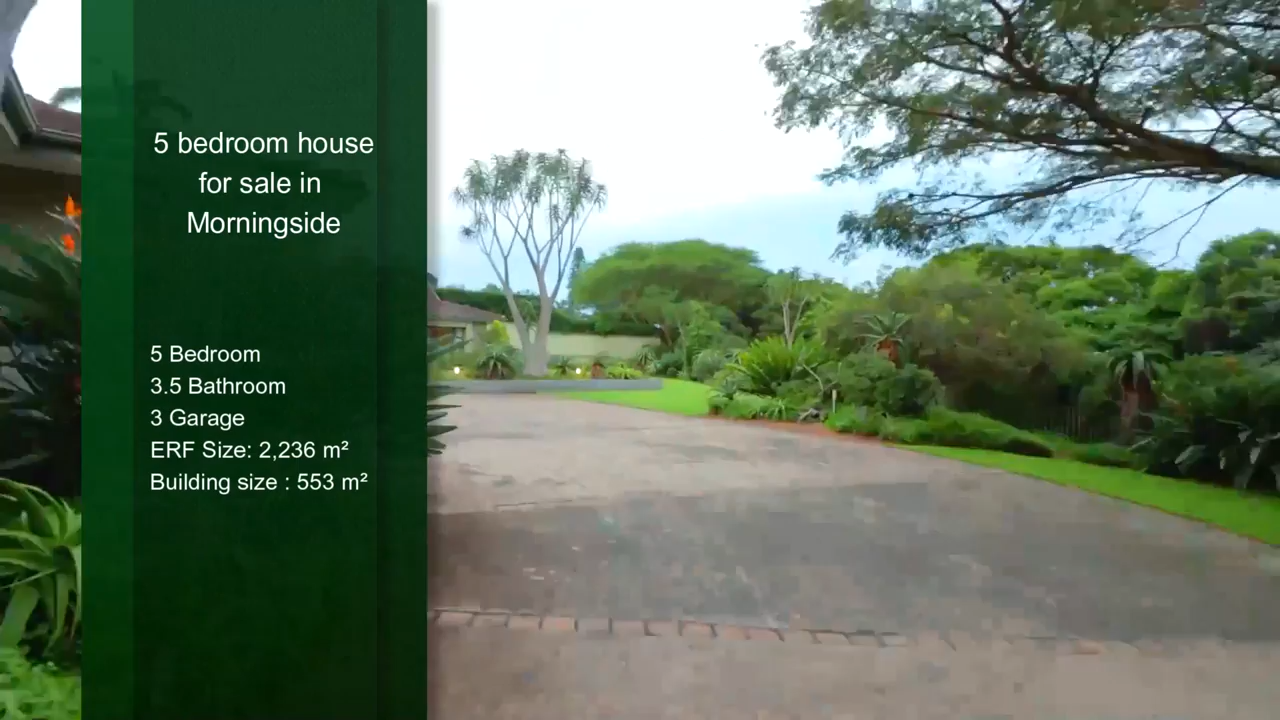 5 bedroom house
for sale in
Morningside
5 Bedroom
3.5 Bathroom
3 Garage
ERF Size: 2,236 m²
Building size : 553 m²